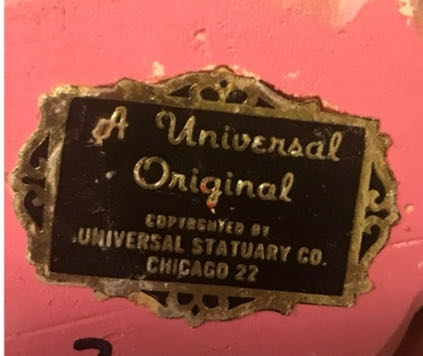 A Universal
Original
COPYRIGHTED BY
UNIVERSAL STATUARY CO.
CHICAGO 22